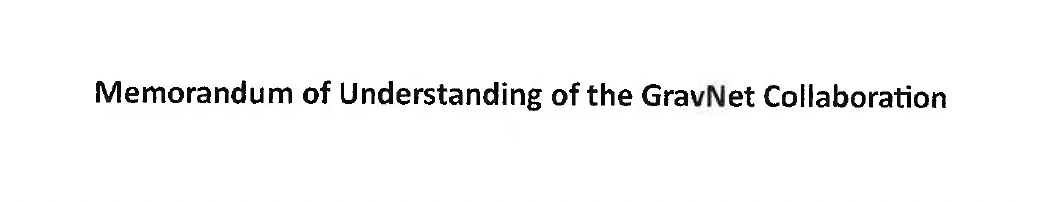 Memorandum of Understanding of the GravNet Collaboration